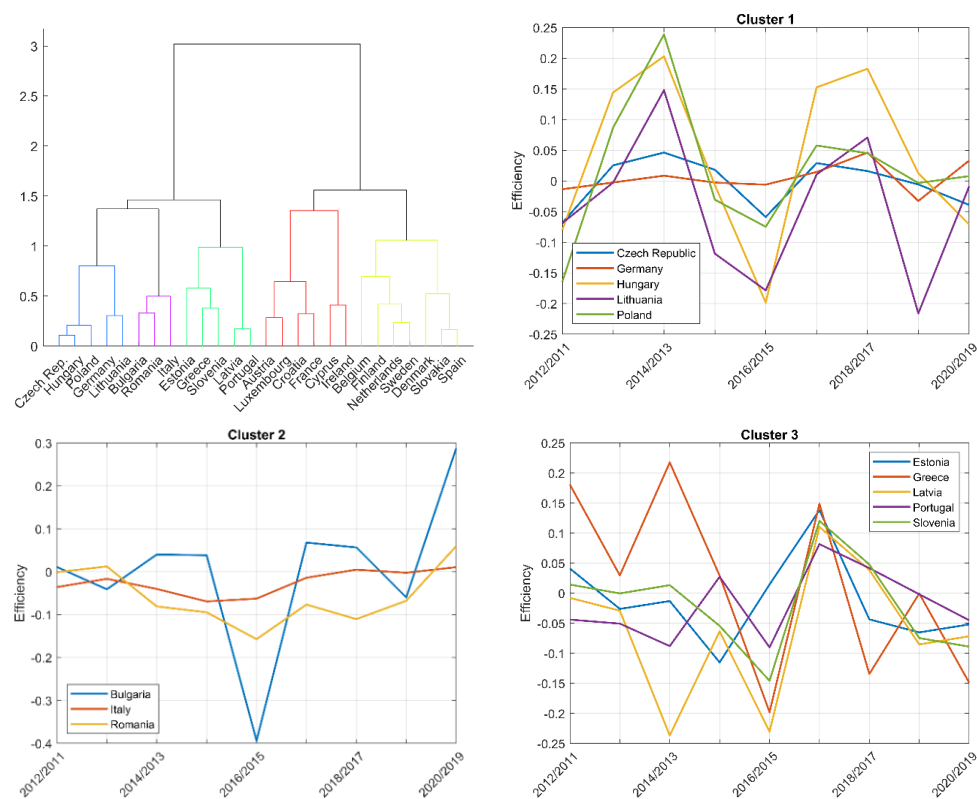 3
2.5
2
1.5
1
0.5
0
Czech Rep.
Hungary
Poland
Germany
Lithuania
Bulgaria
Romania
Italy
Estonia
Greece
Slovenia
Latvia
Portugal
Austria
Luxembourg
Croatia
France
Cyprus
Ireland
Belgium
Finland
Netherlands
Sweden
Denmark
Slovakia
Spain
Cluster 1
0.25
0.2
0.15
0.1
0.05
0
-0.05
-0.1
-0.15
-0.2
-0.25
Efficiency
Czech Republic
Germany
Hungary
Lithuania
Poland
2012/2011
2014/2013
2016/2015
2018/2017
2020/2019
Cluster 2
0.3
0.2
0.1
0
-0.1
-0.2
-0.3
-0.4
Efficiency
Bulgaria
Italy
Romania
2012/2011
2014/2013
2016/2015
2018/2017
2020/2019
Cluster 3
0.25
0.2
0.15
0.1
0.05
0
-0.05
-0.1
-0.15
-0.2
-0.25
Efficiency
Estonia
Greece
Latvia
Portugal
Slovenia
2012/2011
2014/2013
2016/2015
2018/2017
2020/2019